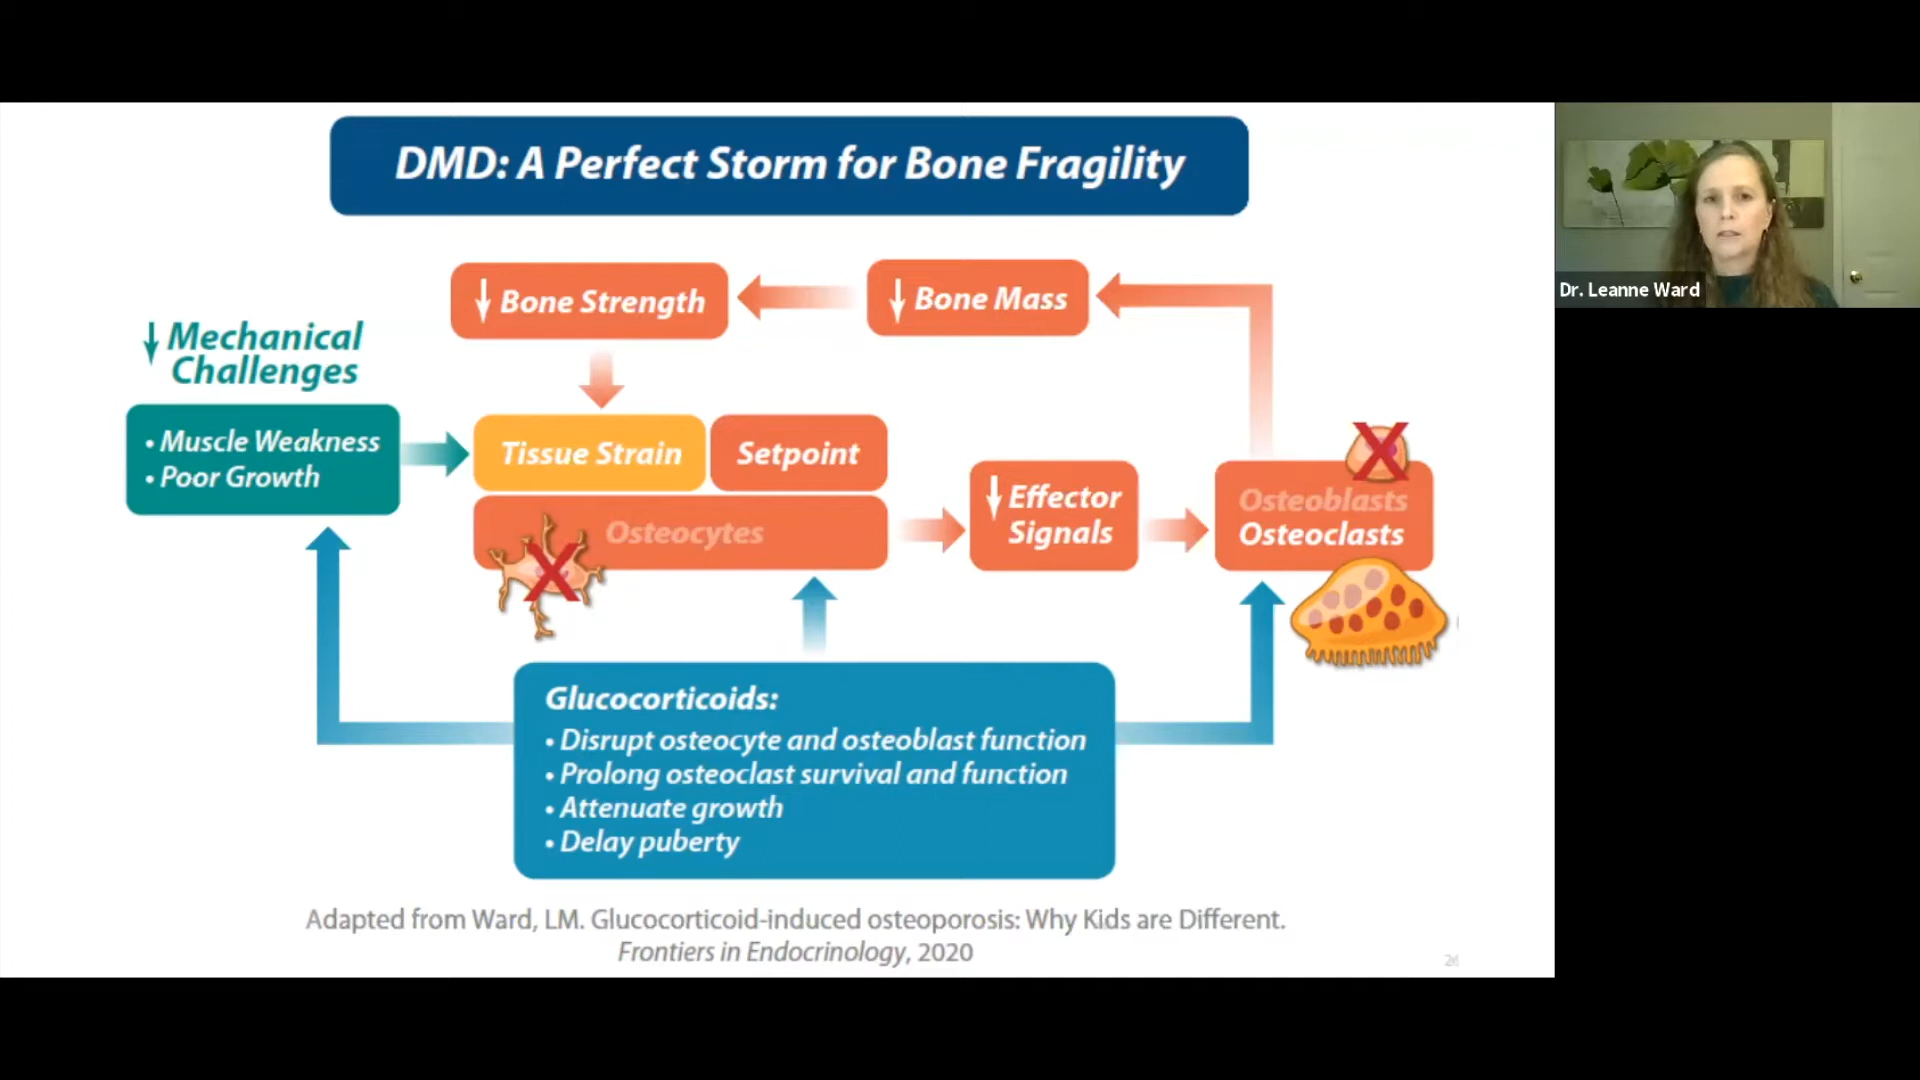 DMD: A Perfect Storm for Bone Fragility
Dr. Leanne Ward
↓ Bone Strength
↓ Bone Mass
↓ Mechanical
Challenges
• Muscle Weakness
• Poor Growth
Tissue Strain
Setpoint
Osteocytes
↓ Effector
Signals
Osteoblasts
Osteoclasts
Glucocorticoids:
• Disrupt osteocyte and osteoblast function
• Prolong osteoclast survival and function
• Attenuate growth
• Delay puberty
Adapted from Ward, LM. Glucocorticoid-induced osteoporosis: Why Kids are Different.
Frontiers in Endocrinology, 2020